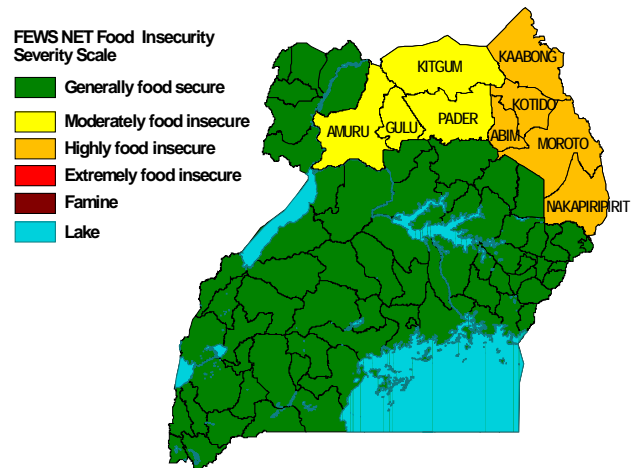 FEWS NET Food Insecurity
Severity Scale
Generally food secure
Moderately food insecure
Highly food insecure
Extremely food insecure
Famine
Lake
KAABONG
KITGUM
KOTIDO
PADER
GULU
AMURU
ABIM
MOROTO
NAKAPIRIPIRIT